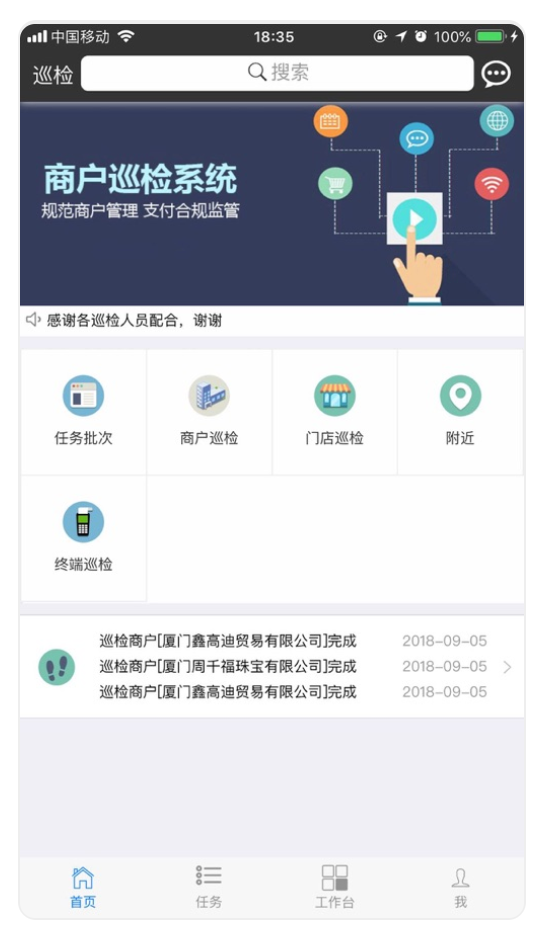 中国移动 18:35 100%
巡检 搜索
商户巡检系统
规范商户管理 支付合规监管
感谢各巡检人员配合，谢谢
任务批次 商户巡检 门店巡检 附近
终端巡检
巡检商户[厦门鑫高迪贸易有限公司]完成 2018-09-05
巡检商户[厦门周千福珠宝有限公司]完成 2018-09-05
巡检商户[厦门鑫高迪贸易有限公司]完成 2018-09-05
首页 任务 工作台 我